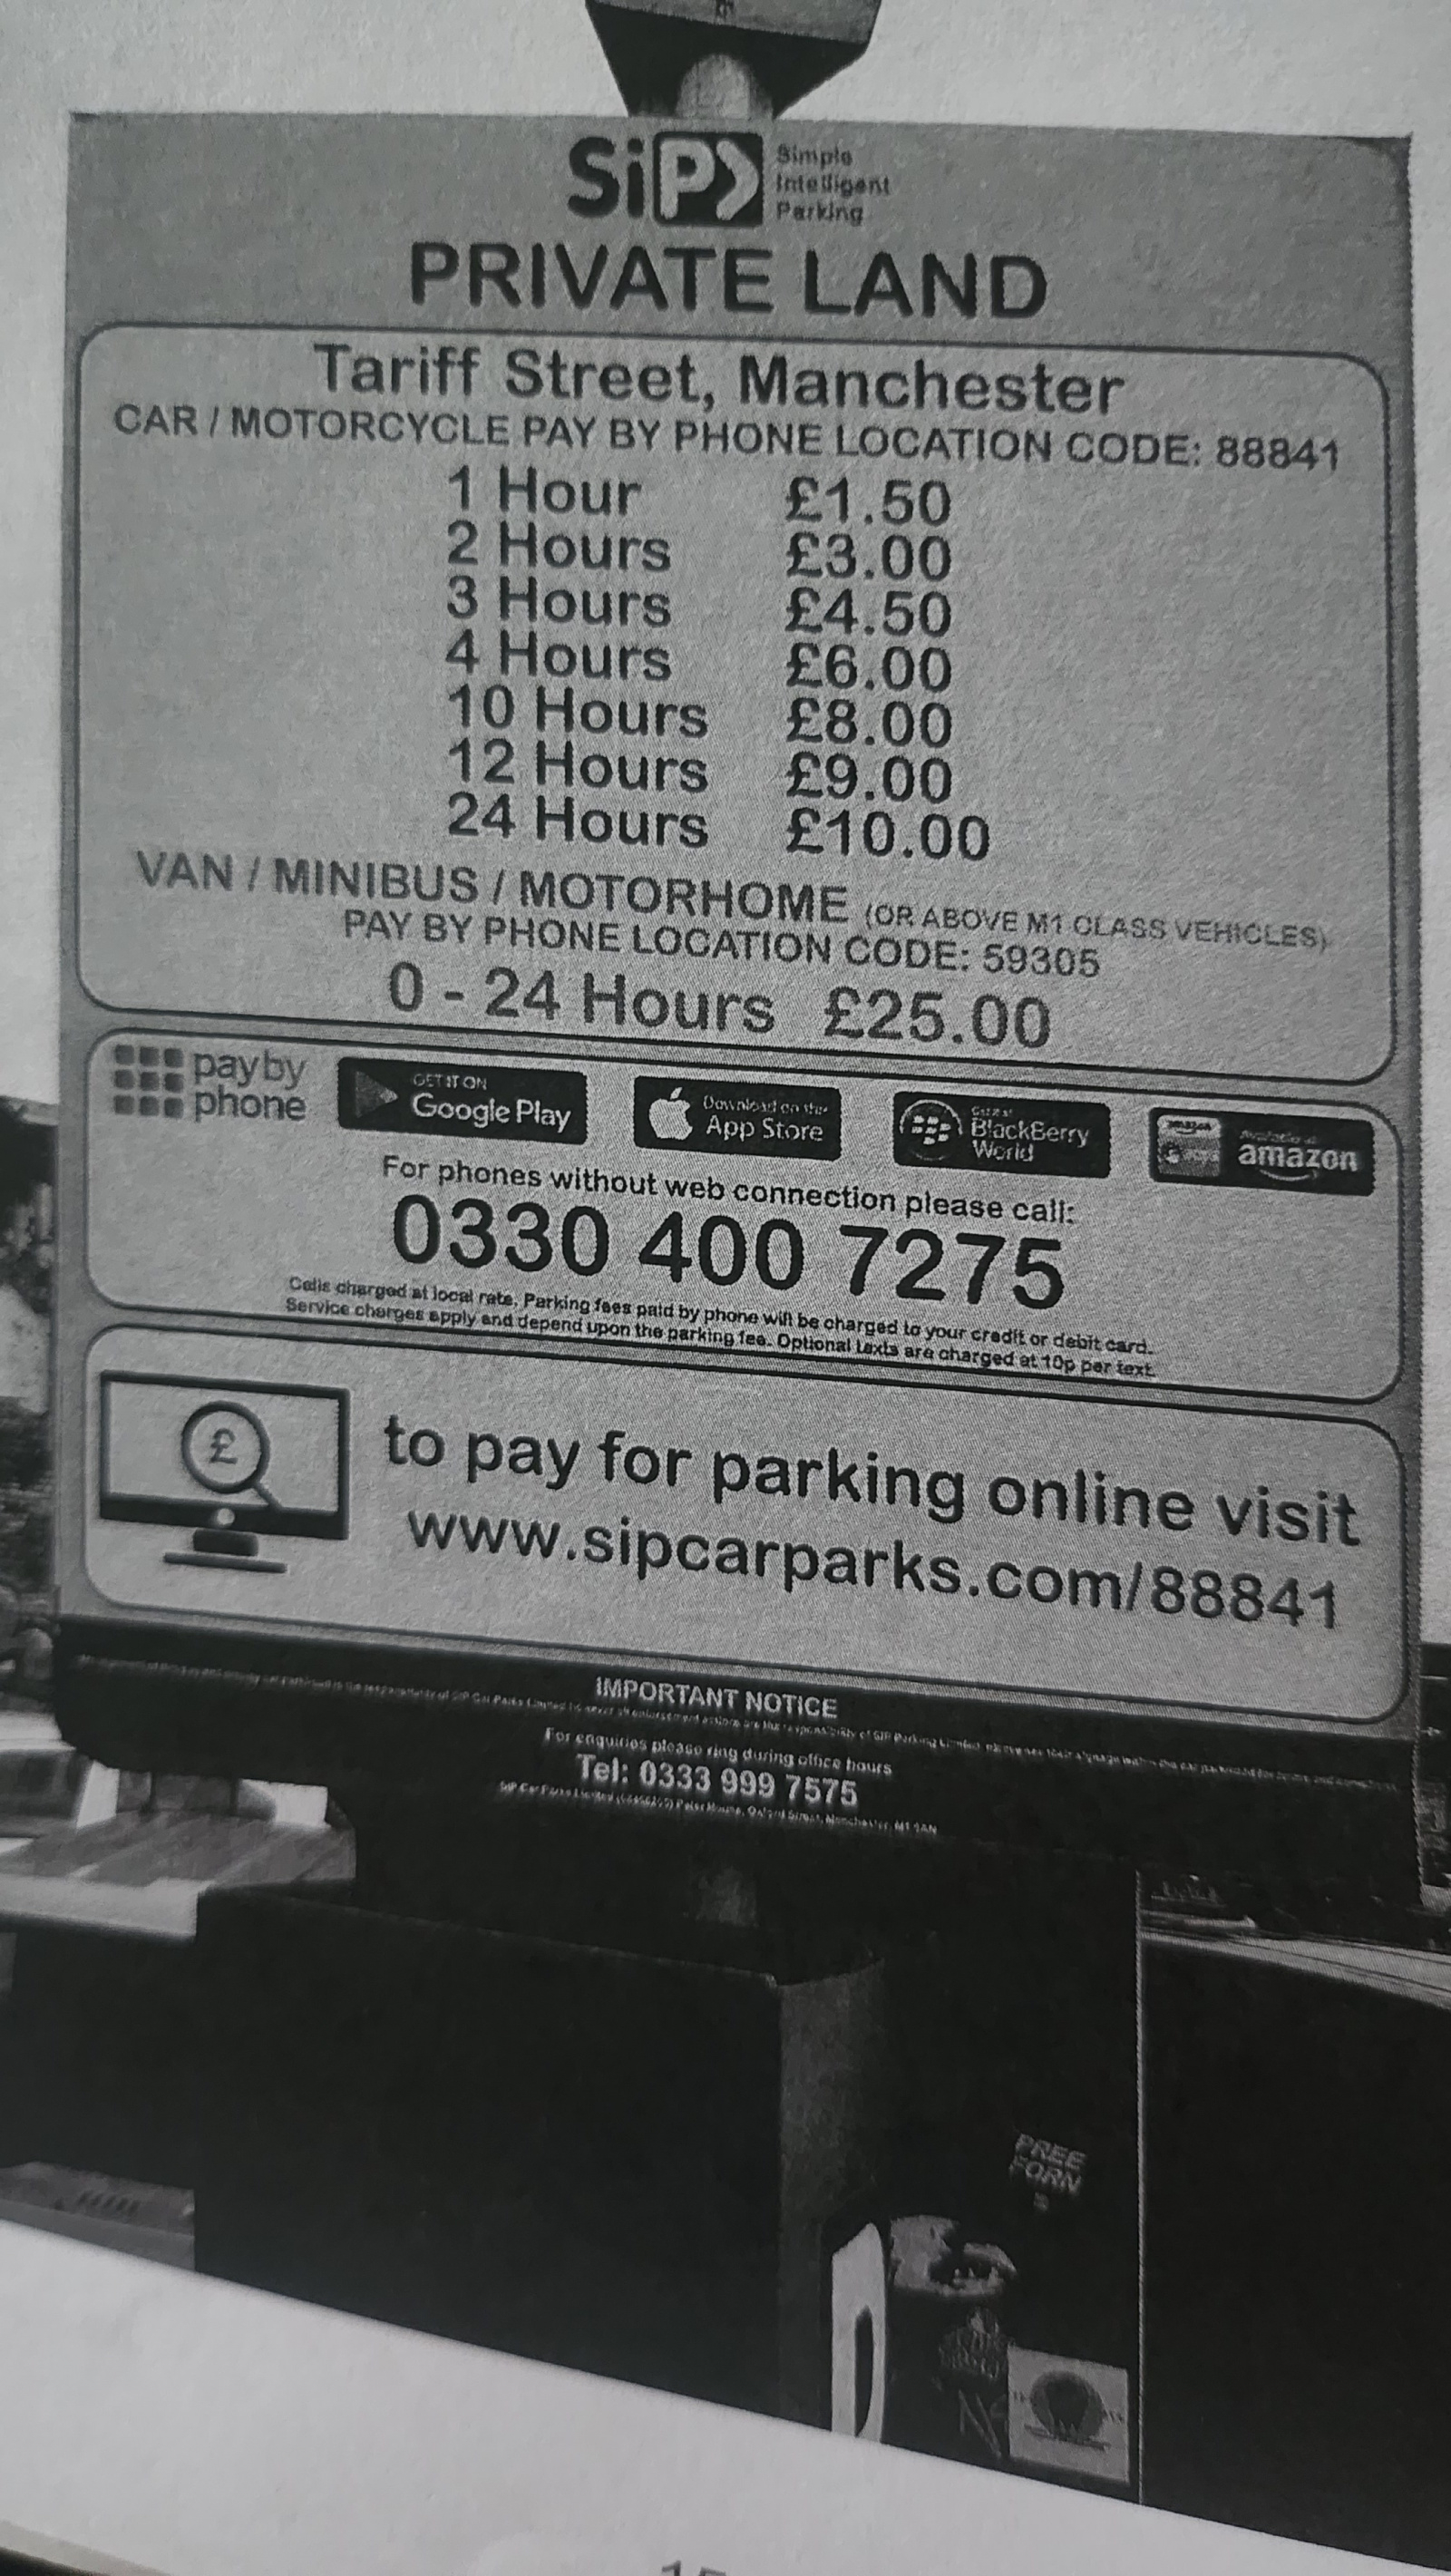 SiP
Simple
Intelligent
Parking
PRIVATE LAND
Tariff Street, Manchester
CAR / MOTORCYCLE PAY BY PHONE LOCATION CODE: 88841
1 Hour £1.50
2 Hours £3.00
3 Hours £4.50
4 Hours £6.00
10 Hours £8.00
12 Hours £9.00
24 Hours £10.00
VAN / MINIBUS / MOTORHOME (OR ABOVE M1 CLASS VEHICLES)
PAY BY PHONE LOCATION CODE: 59305
0 - 24 Hours £25.00
pay by
phone
GET IT ON
Google Play
Download on the
App Store
BlackBerry
World
amazon
For phones without web connection please call:
0330 400 7275
Calls charged at local rate. Parking fees paid by phone will be charged to your credit or debit card.
Service charges apply and depend upon the parking fee. Optional texts are charged at 10p per text.
£
to pay for parking online visit
www.sipcarparks.com/88841
IMPORTANT NOTICE
For enquiries please ring during office hours
Tel: 0333 999 7575
FREE